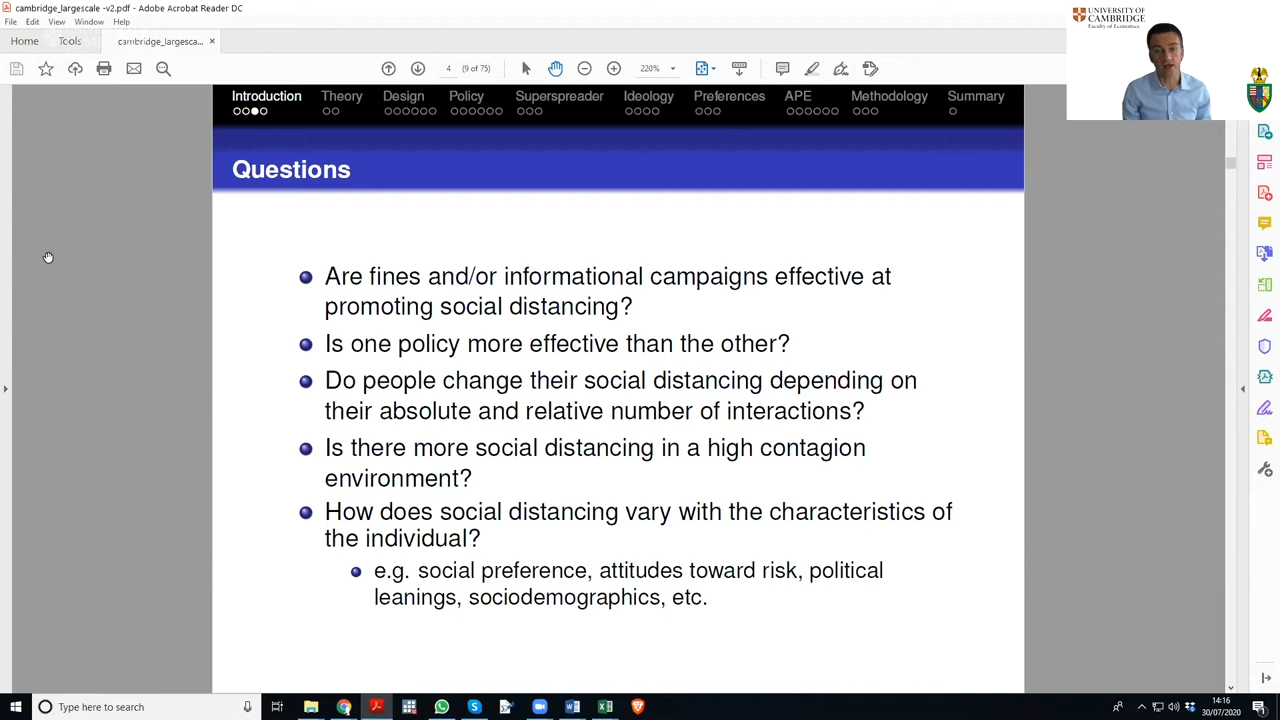 cambridge_largescale -v2.pdf - Adobe Acrobat Reader DC
File Edit View Window Help
Home Tools cambridge_largesca... ×
4 (9 of 75) 220%
UNIVERSITY OF
CAMBRIDGE
Faculty of Economics
Introduction Theory Design Policy Superspreader Ideology Preferences APE Methodology Summary
Questions
Are fines and/or informational campaigns effective at
promoting social distancing?
Is one policy more effective than the other?
Do people change their social distancing depending on
their absolute and relative number of interactions?
Is there more social distancing in a high contagion
environment?
How does social distancing vary with the characteristics of
the individual?
e.g. social preference, attitudes toward risk, political
leanings, sociodemographics, etc.
Type here to search
14:16
30/07/2020